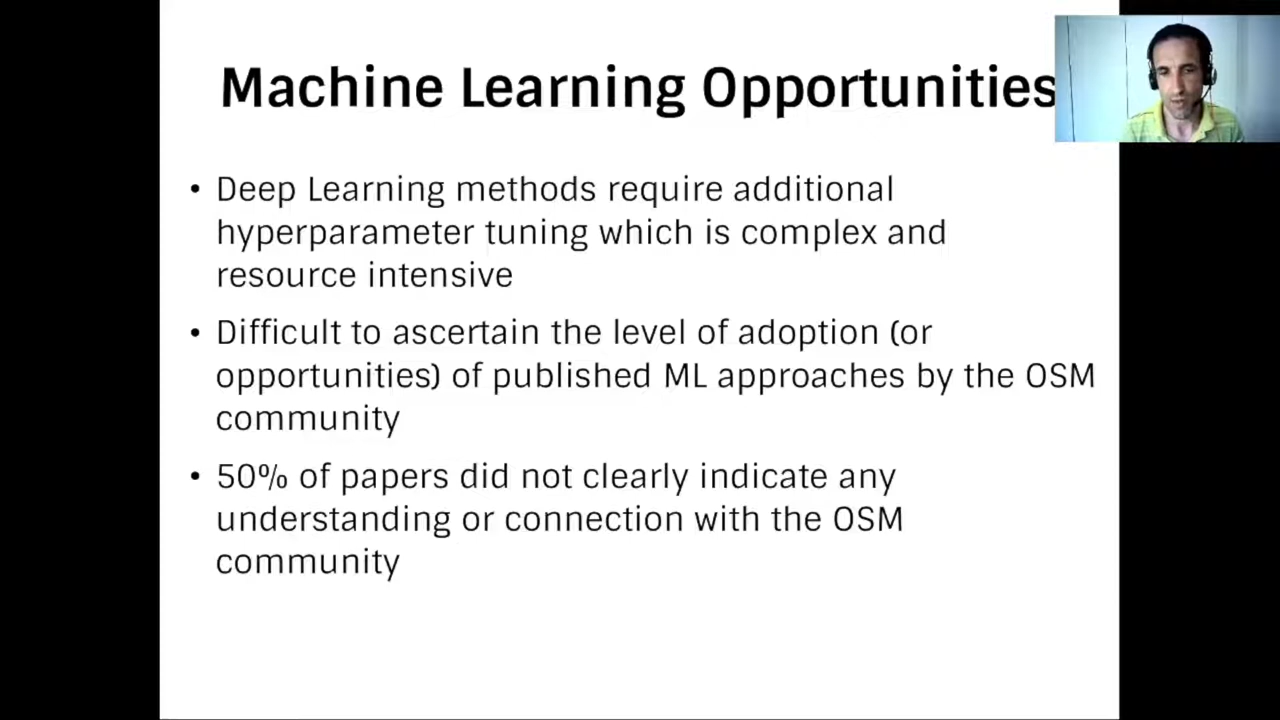 Machine Learning Opportunities
• Deep Learning methods require additional
hyperparameter tuning which is complex and
resource intensive
• Difficult to ascertain the level of adoption (or
opportunities) of published ML approaches by the OSM
community
• 50% of papers did not clearly indicate any
understanding or connection with the OSM
community